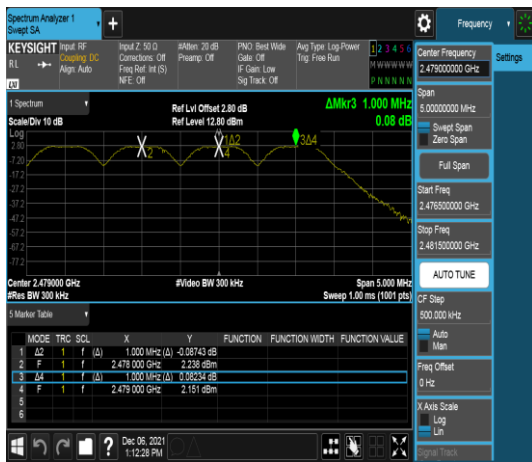 Spectrum Analyzer 1
Swept SA
Frequency
KEYSIGHT Input: RF Input Z: 50 Ω #Atten: 20 dB PNO: Best Wide Avg Type: Log-Power 1 2 3 4 5 6
RL Coupling: DC Corrections: Off Preamp: Off Gate: Off Trig: Free Run
Align: Auto Freq Ref: Int (S) IF Gain: Low M W W W W W
NFE: Off Sig Track: Off
LXI P N N N N N
Center Frequency
2.479000000 GHz
Settings
Span
5.00000000 MHz
Swept Span
Zero Span
Full Span
Start Freq
2.476500000 GHz
Stop Freq
2.481500000 GHz
AUTO TUNE
CF Step
500.000 kHz
Auto
Man
Freq Offset
0 Hz
X Axis Scale
Log
Lin
Signal Track
1 Spectrum
Ref Lvl Offset 2.80 dB
ΔMkr3 1.000 MHz
Scale/Div 10 dB
Ref Level 12.80 dBm
0.08 dB
Log
2.80
-7.20
-17.2
-27.2
-37.2
-47.2
-57.2
-67.2
-77.2
2
1Δ2
4
3Δ4
Center 2.479000 GHz
#Video BW 300 kHz
Span 5.000 MHz
#Res BW 300 kHz
Sweep 1.00 ms (1001 pts)
5 Marker Table
MODE TRC SCL X Y FUNCTION FUNCTION WIDTH FUNCTION VALUE
1 Δ2 1 f (Δ) 1.000 MHz (Δ) -0.08743 dB
2 F 1 f 2.478 000 GHz 2.238 dBm
3 Δ4 1 f (Δ) 1.000 MHz (Δ) 0.08234 dB
4 F 1 f 2.479 000 GHz 2.151 dBm
5
6
? Dec 06, 2021
1:12:28 PM